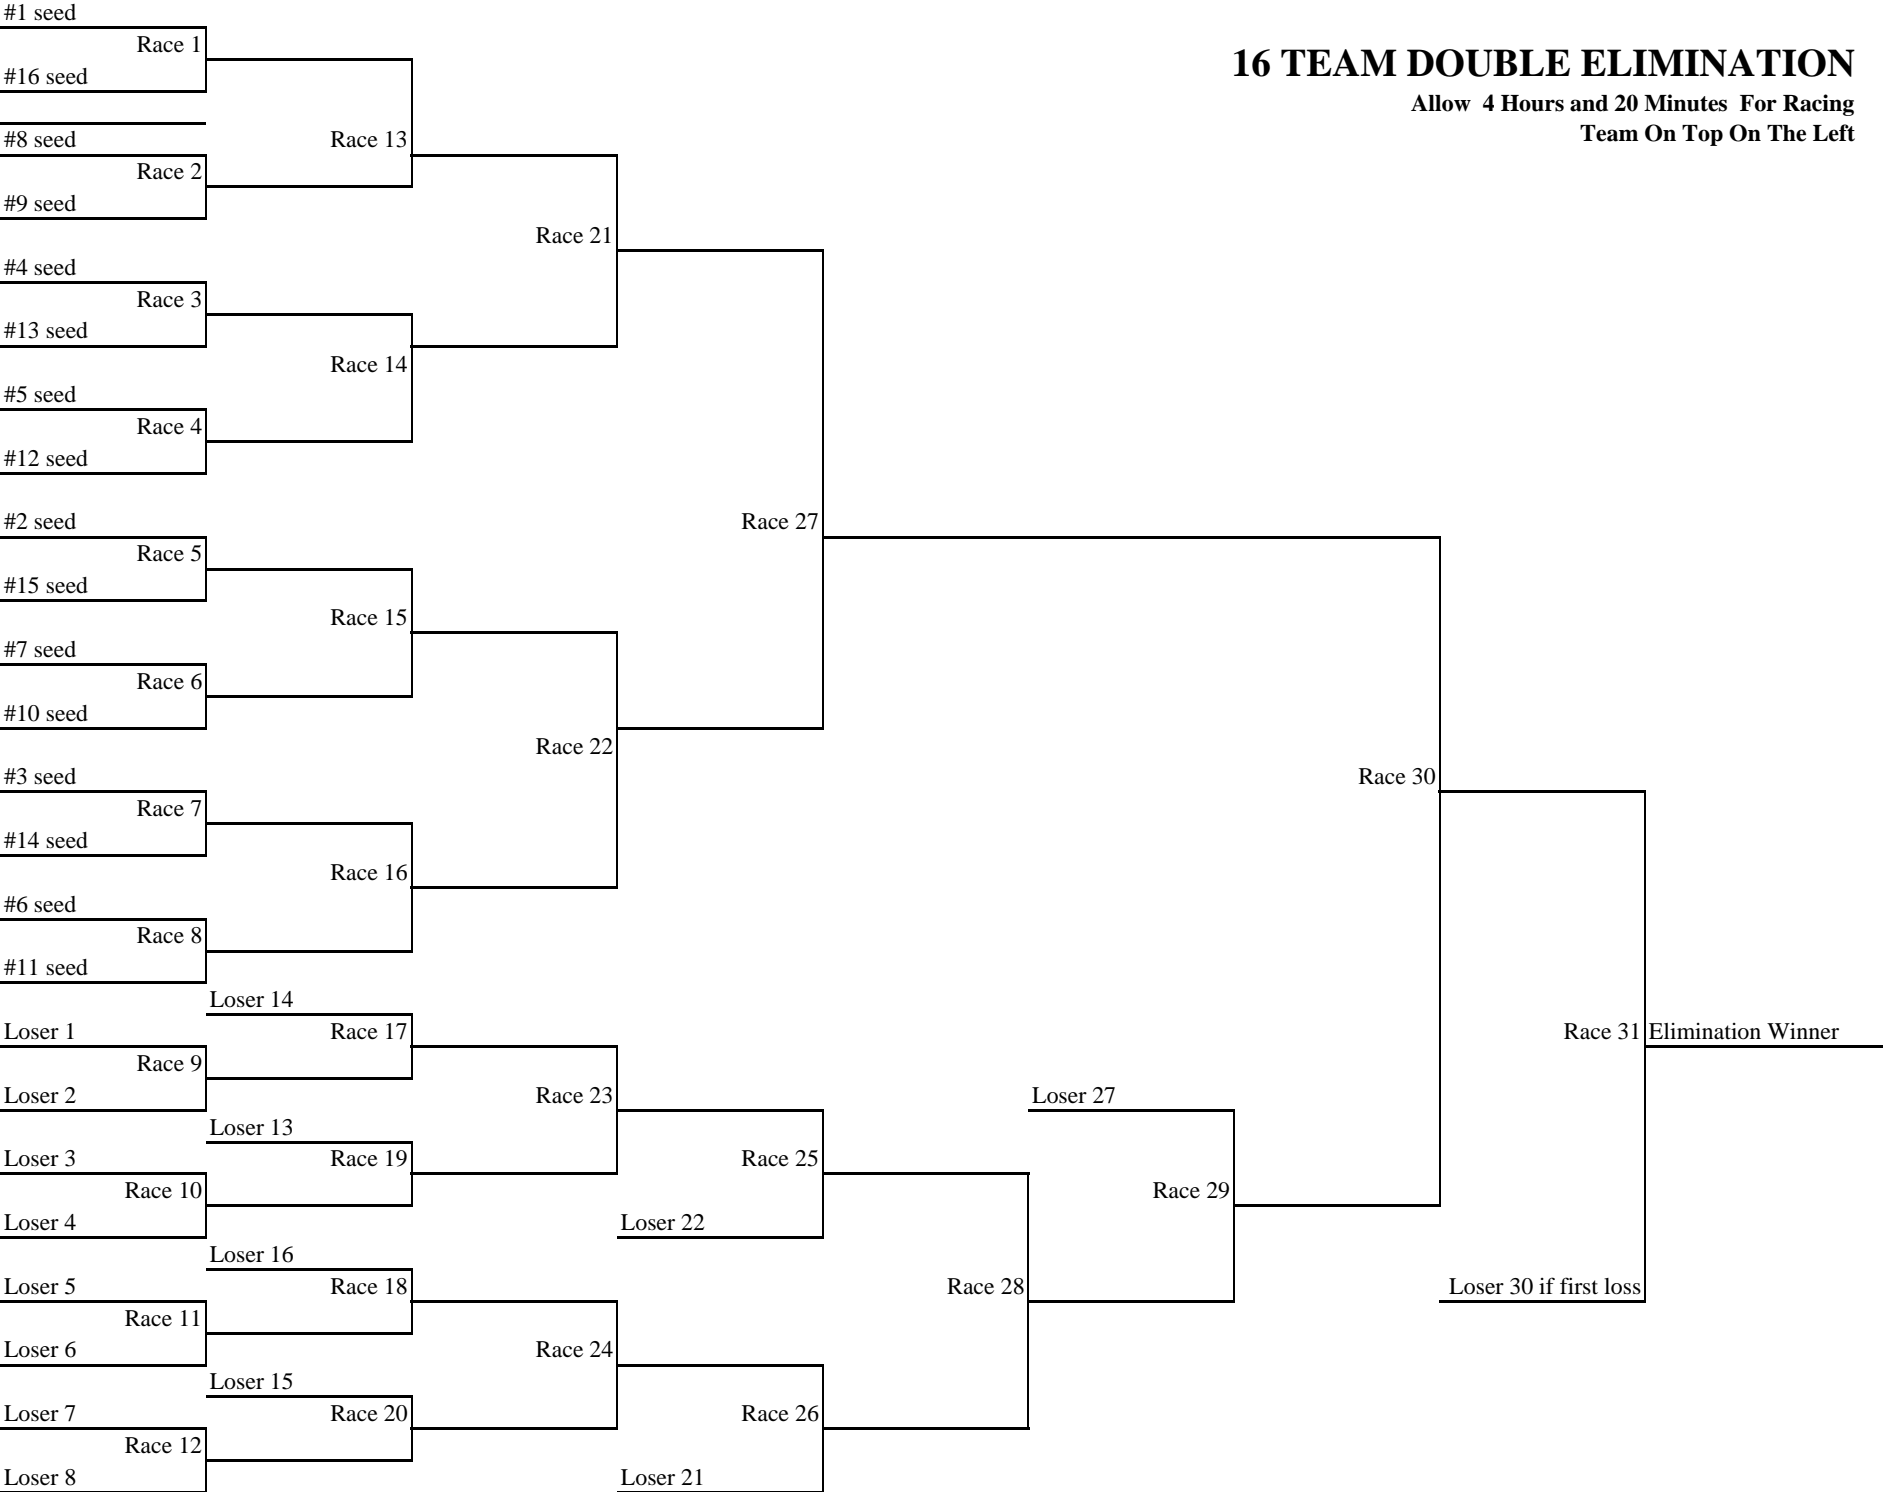 #1 seed
Race 1
#16 seed
16 TEAM DOUBLE ELIMINATION
Allow 4 Hours and 20 Minutes For Racing
Team On Top On The Left
#8 seed
Race 13
Race 2
#9 seed
Race 21
#4 seed
Race 3
#13 seed
Race 14
#5 seed
Race 4
#12 seed
#2 seed
Race 27
Race 5
#15 seed
Race 15
#7 seed
Race 6
#10 seed
Race 22
#3 seed
Race 30
Race 7
#14 seed
Race 16
#6 seed
Race 8
#11 seed
Loser 14
Loser 1
Race 17
Race 31
Elimination Winner
Race 9
Loser 2
Race 23
Loser 27
Loser 13
Loser 3
Race 19
Race 25
Race 10
Race 29
Loser 4
Loser 22
Loser 16
Loser 5
Race 18
Race 28
Loser 30 if first loss
Race 11
Loser 6
Race 24
Loser 15
Loser 7
Race 20
Race 26
Race 12
Loser 8
Loser 21